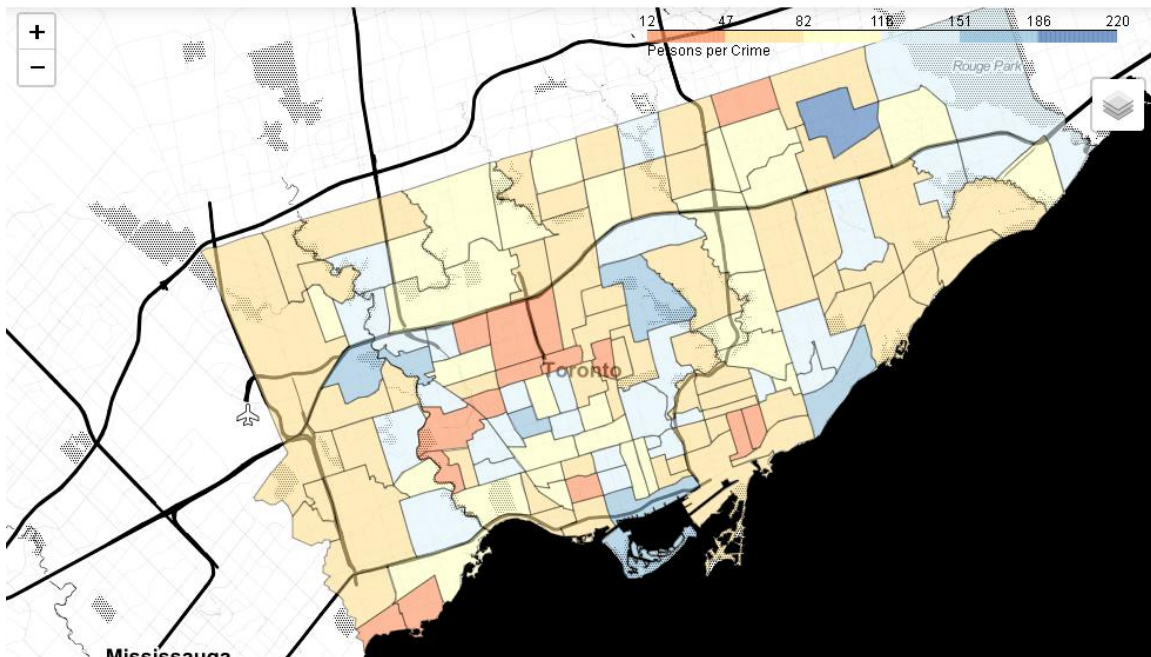 +
12 47 82 116 151 186 220
−
Persons per Crime
Rouge Park
Toronto
Mississauga